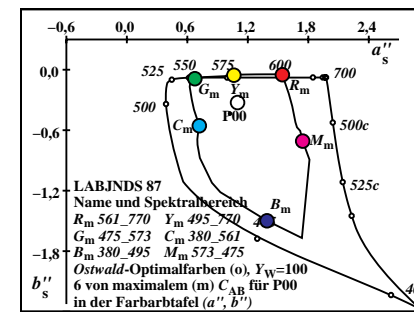 −0,6 0,0 0,6 1,2 1,8 2,4
a''s
525 550 575 600 700
0,0
Gm Ym Rm
500
P00
500c
Cm
−0,6
Mm
525c
−1,2
LABJNDS 87
Name und Spektralbereich
Bm
Rm 561_770 Ym 495_770
Gm 475_573 Cm 380_561
−1,8
Bm 380_495 Mm 573_475
b''s
Ostwald-Optimalfarben (o), YW=100
6 von maximalem (m) CAB für P00
in der Farbartafel (a'', b'')